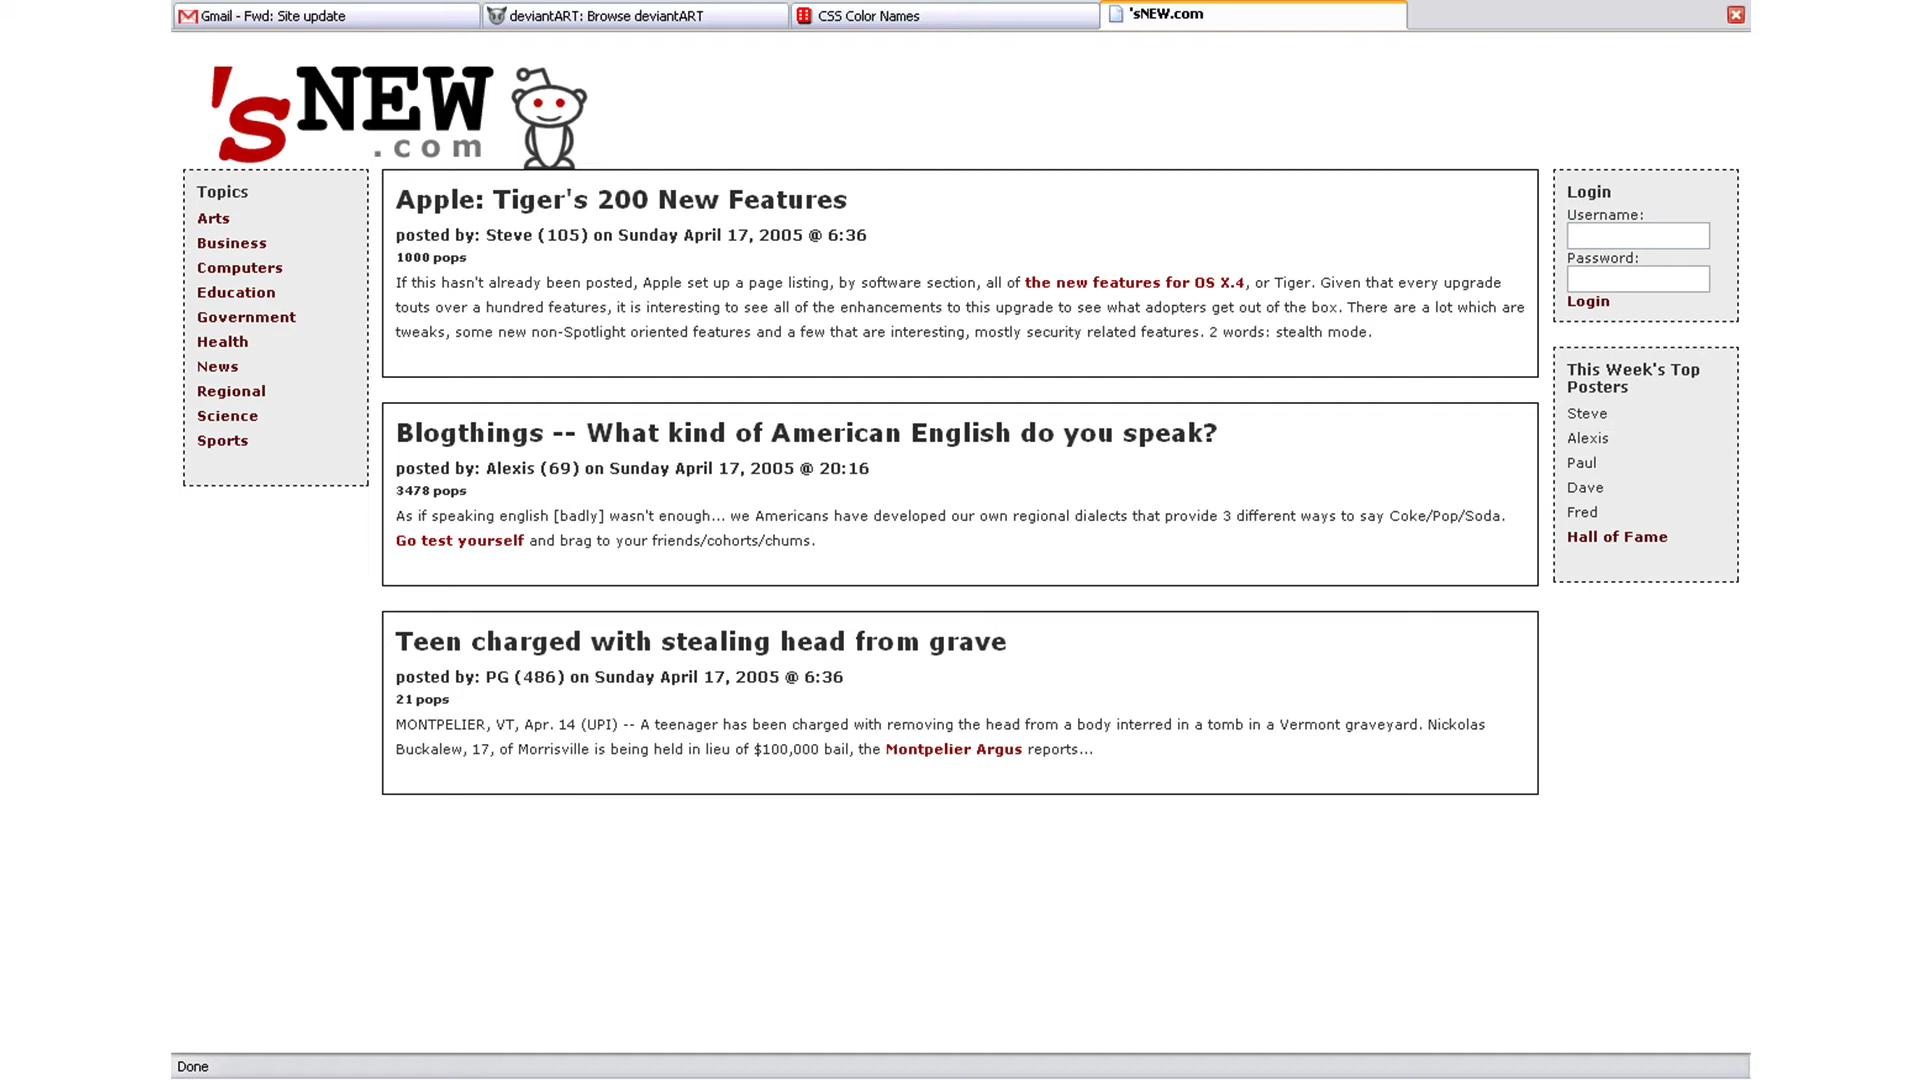 Gmail - Fwd: Site update
deviantART: Browse deviantART
CSS Color Names
'sNEW.com
'sNEW
.com
Topics
Arts
Business
Computers
Education
Government
Health
News
Regional
Science
Sports
Apple: Tiger's 200 New Features
posted by: Steve (105) on Sunday April 17, 2005 @ 6:36
1000 pops
If this hasn't already been posted, Apple set up a page listing, by software section, all of the new features for OS X.4, or Tiger. Given that every upgrade
touts over a hundred features, it is interesting to see all of the enhancements to this upgrade to see what adopters get out of the box. There are a lot which are
tweaks, some new non-Spotlight oriented features and a few that are interesting, mostly security related features. 2 words: stealth mode.
Blogthings -- What kind of American English do you speak?
posted by: Alexis (69) on Sunday April 17, 2005 @ 20:16
3478 pops
As if speaking english [badly] wasn't enough... we Americans have developed our own regional dialects that provide 3 different ways to say Coke/Pop/Soda.
Go test yourself and brag to your friends/cohorts/chums.
Teen charged with stealing head from grave
posted by: PG (486) on Sunday April 17, 2005 @ 6:36
21 pops
MONTPELIER, VT, Apr. 14 (UPI) -- A teenager has been charged with removing the head from a body interred in a tomb in a Vermont graveyard. Nickolas
Buckalew, 17, of Morrisville is being held in lieu of $100,000 bail, the Montpelier Argus reports...
Login
Username:
Password:
Login
This Week's Top
Posters
Steve
Alexis
Paul
Dave
Fred
Hall of Fame
Done